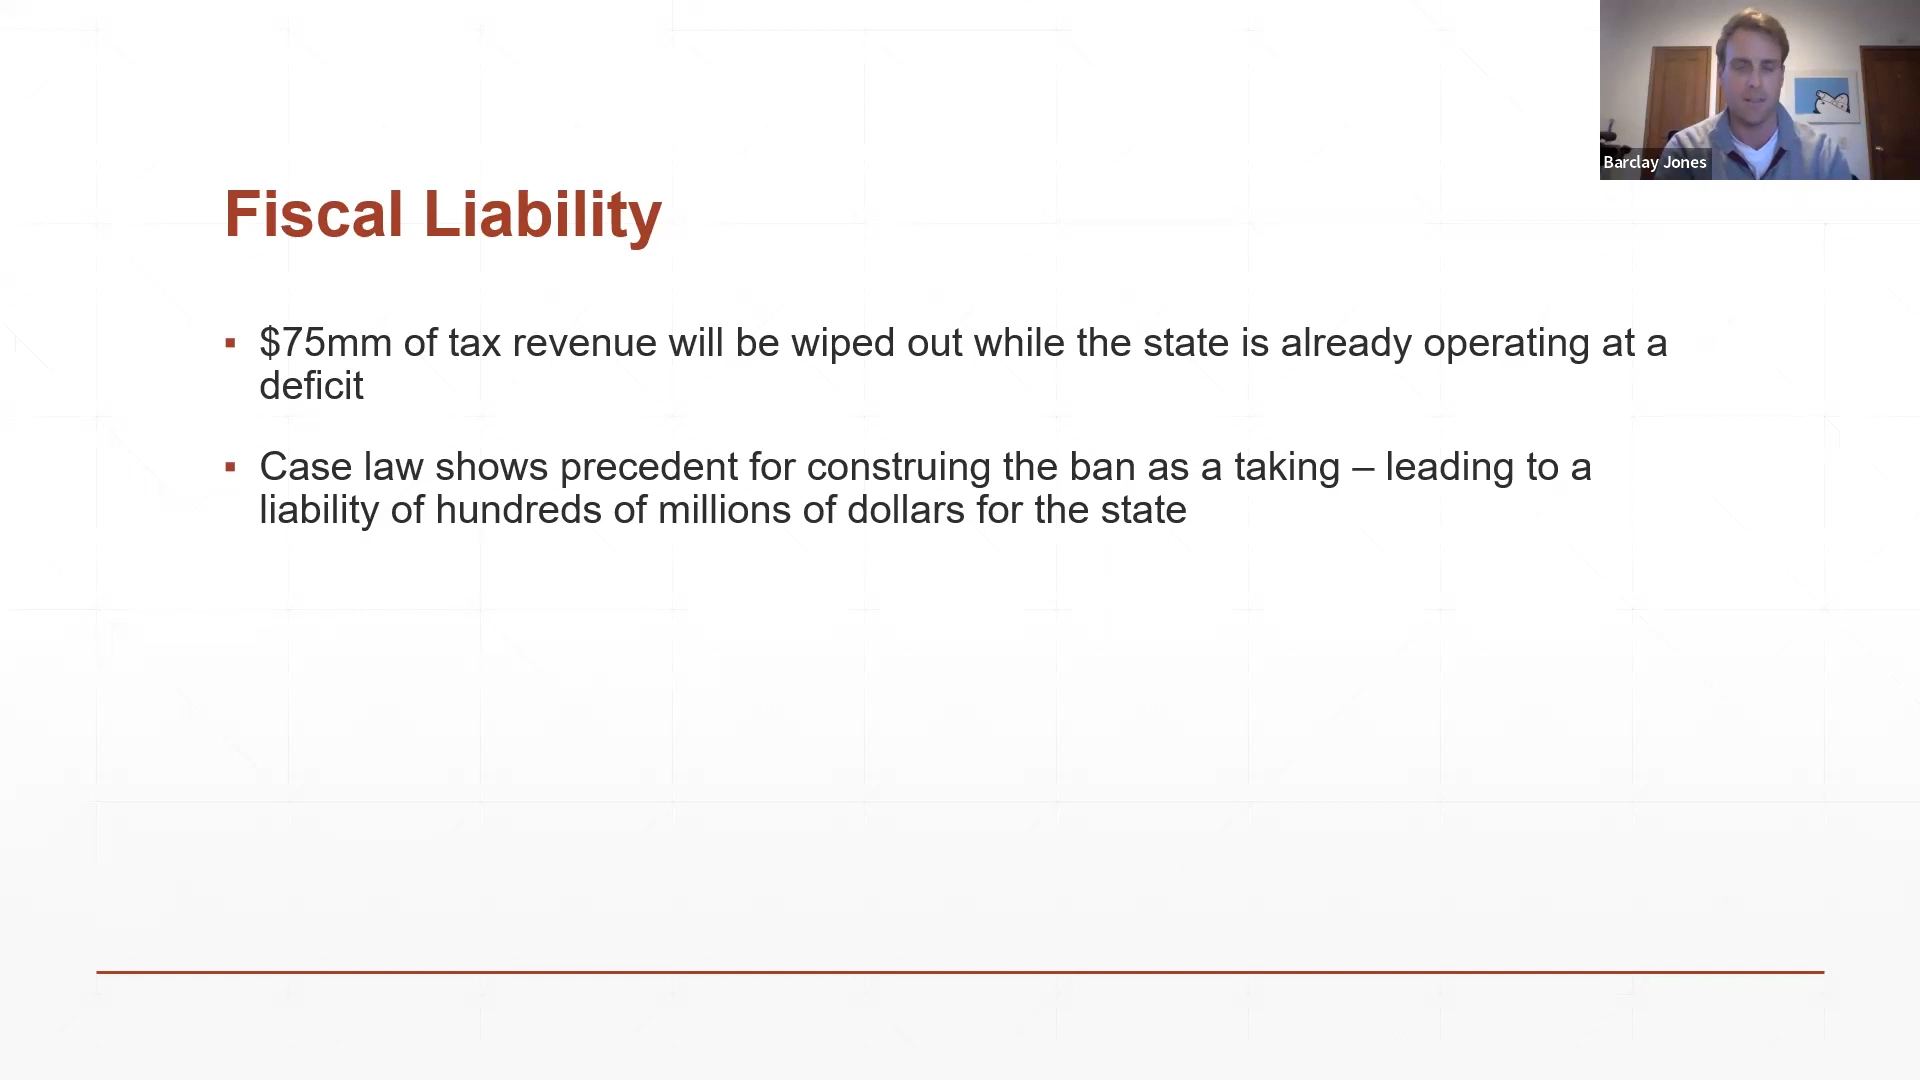 Barclay Jones
Fiscal Liability
▪ $75mm of tax revenue will be wiped out while the state is already operating at a
deficit
▪ Case law shows precedent for construing the ban as a taking – leading to a
liability of hundreds of millions of dollars for the state